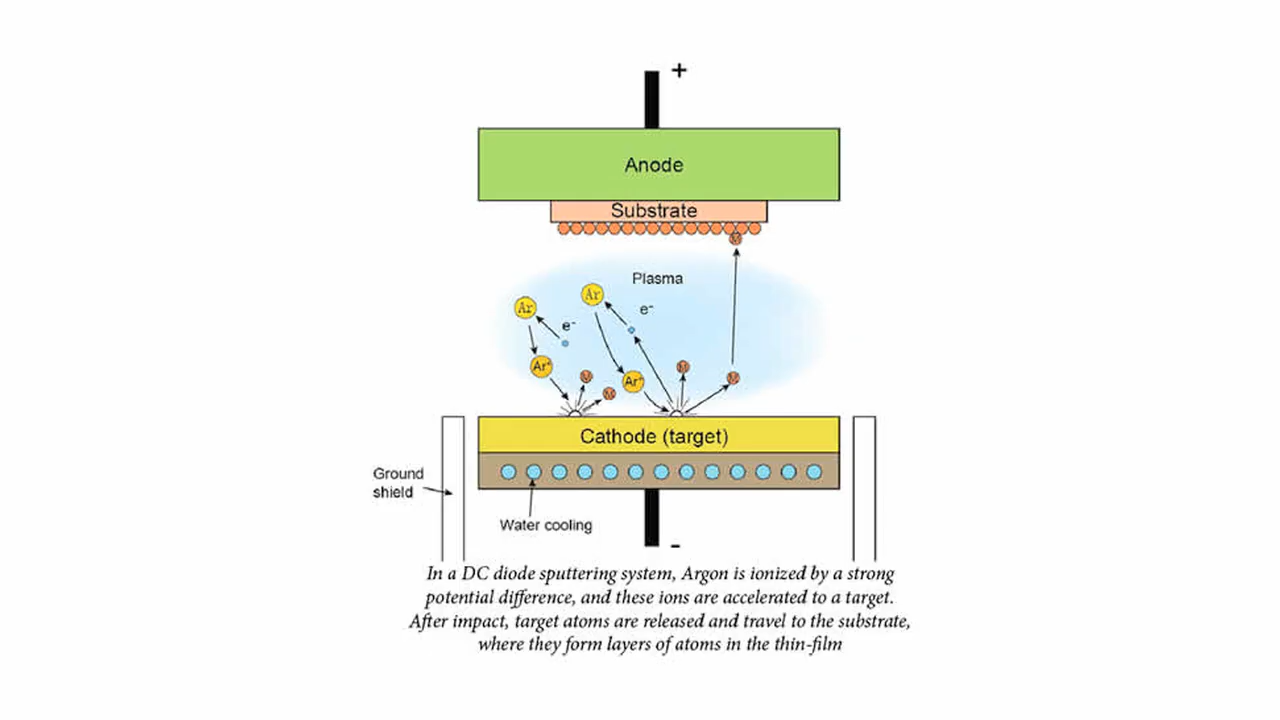 +
Anode
Substrate
M
Plasma
Ar
Ar
e-
e-
Ar+
M
M
Ar+
M
M
Cathode (target)
Ground
shield
Water cooling
-
In a DC diode sputtering system, Argon is ionized by a strong
potential difference, and these ions are accelerated to a target.
After impact, target atoms are released and travel to the substrate,
where they form layers of atoms in the thin-film